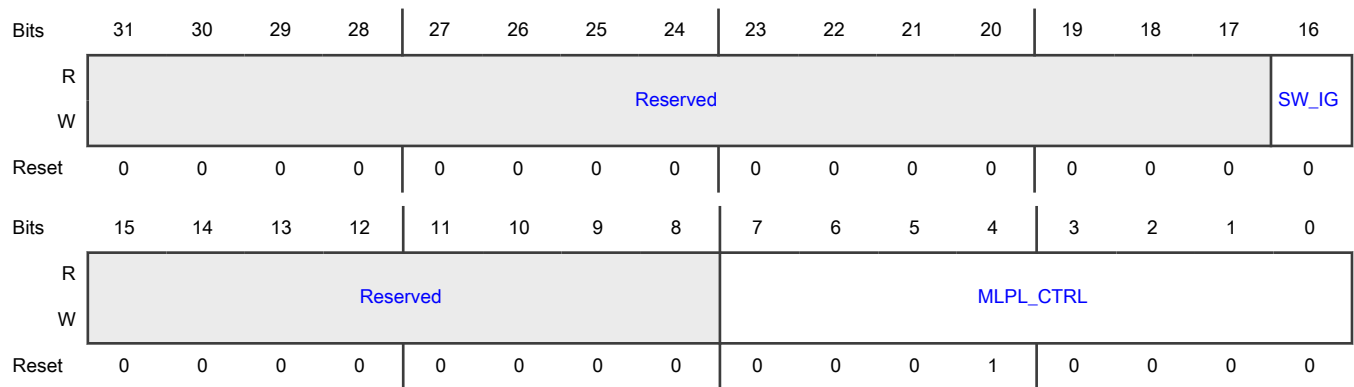 Bits 31 30 29 28 27 26 25 24 23 22 21 20 19 18 17 16
R
Reserved SW_IG
W
Reset 0 0 0 0 0 0 0 0 0 0 0 0 0 0 0 0
Bits 15 14 13 12 11 10 9 8 7 6 5 4 3 2 1 0
R
Reserved MLPL_CTRL
W
Reset 0 0 0 0 0 0 0 0 0 0 0 1 0 0 0 0